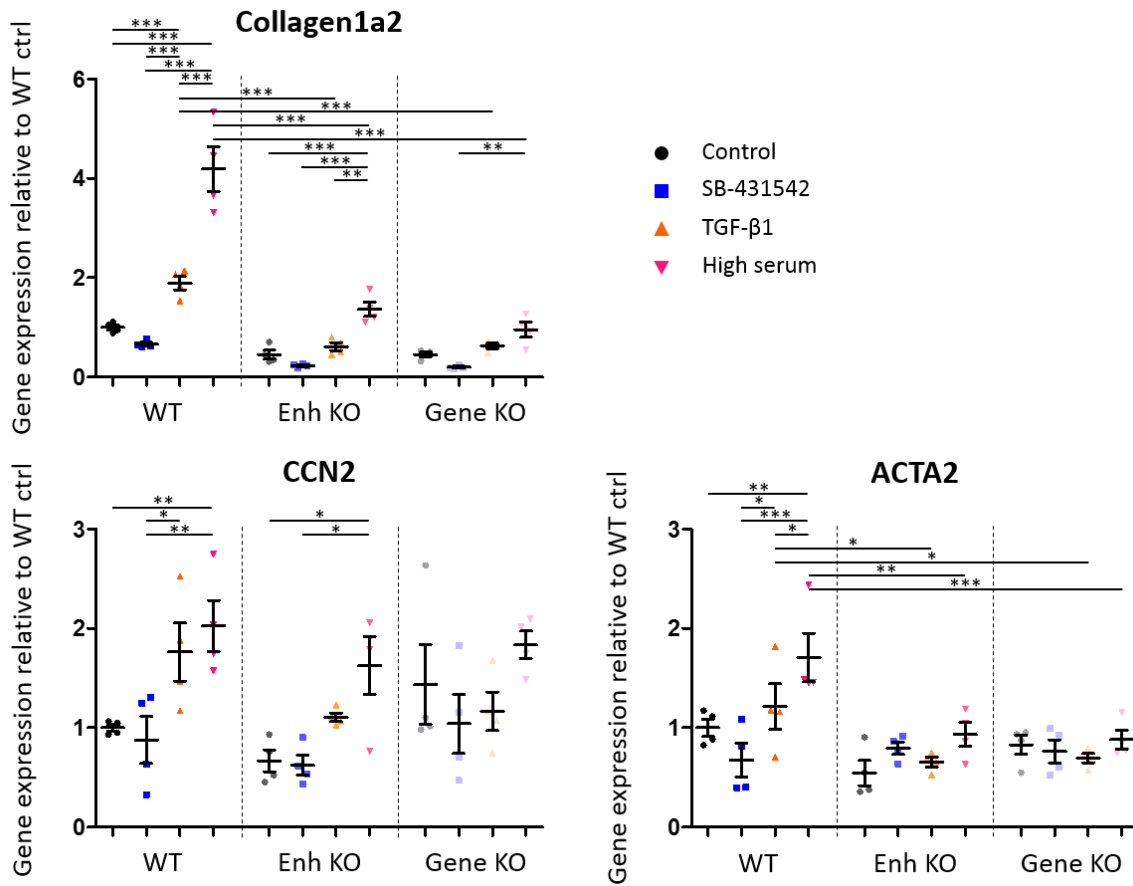 Collagen1a2
***
***
***
***
***
***
***
***
***
***
***
**
**
Gene expression relative to WT ctrl
6
4
2
0
WT
Enh KO
Gene KO
Control
SB-431542
TGF-β1
High serum
CCN2
**
*
**
*
*
Gene expression relative to WT ctrl
3
2
1
0
WT
Enh KO
Gene KO
ACTA2
**
*
***
*
*
*
**
***
Gene expression relative to WT ctrl
3
2
1
0
WT
Enh KO
Gene KO